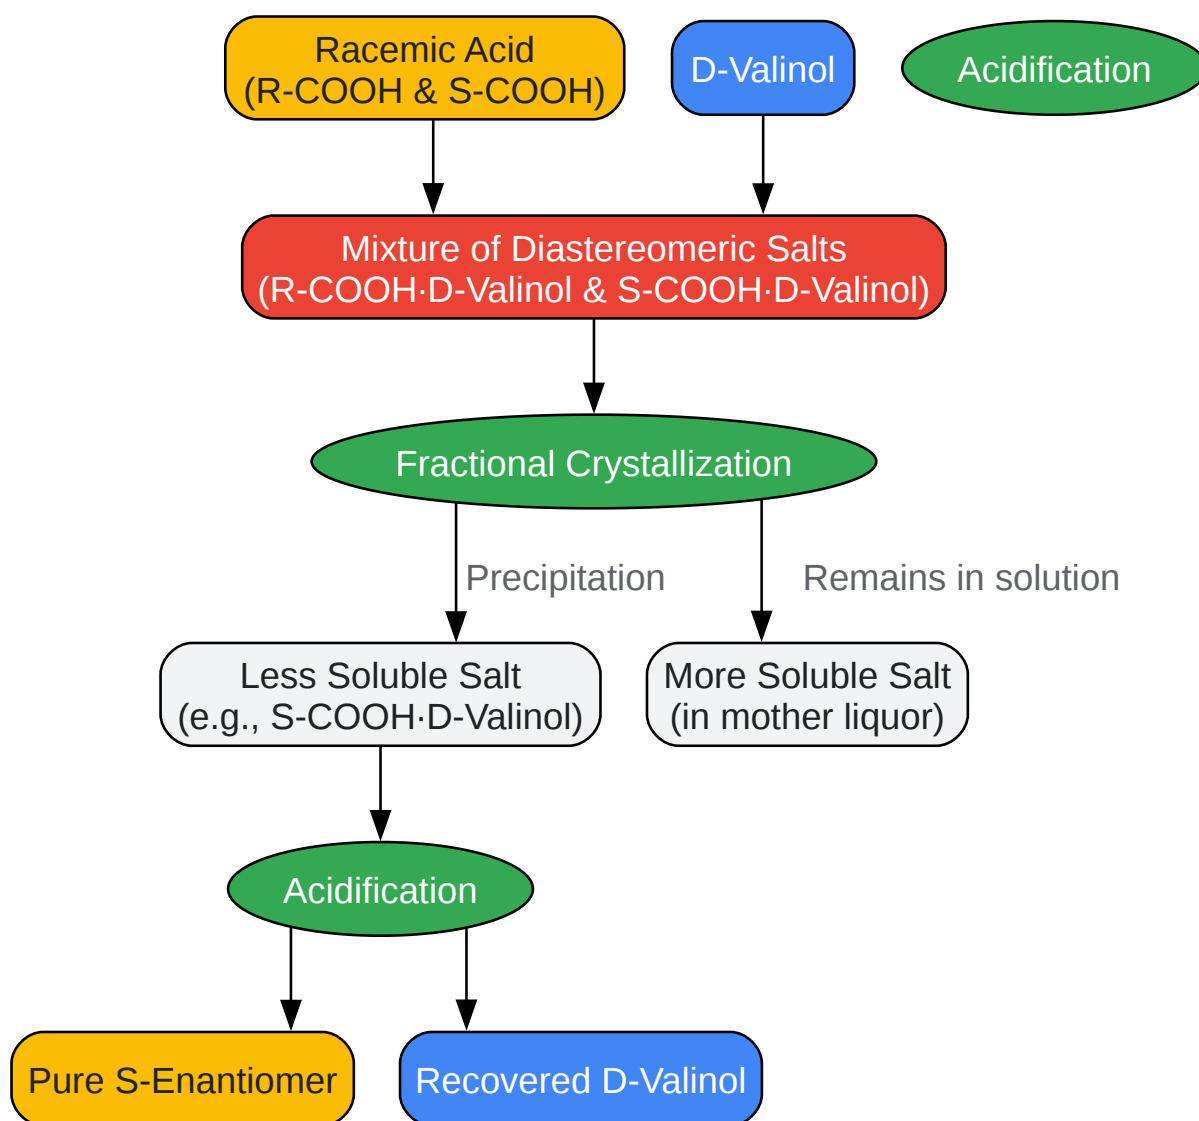 Racemic Acid
(R-COOH & S-COOH)
D-Valinol
Acidification
Mixture of Diastereomeric Salts
(R-COOH·D-Valinol & S-COOH·D-Valinol)
Fractional Crystallization
Precipitation
Remains in solution
Less Soluble Salt
(e.g., S-COOH·D-Valinol)
More Soluble Salt
(in mother liquor)
Acidification
Pure S-Enantiomer
Recovered D-Valinol